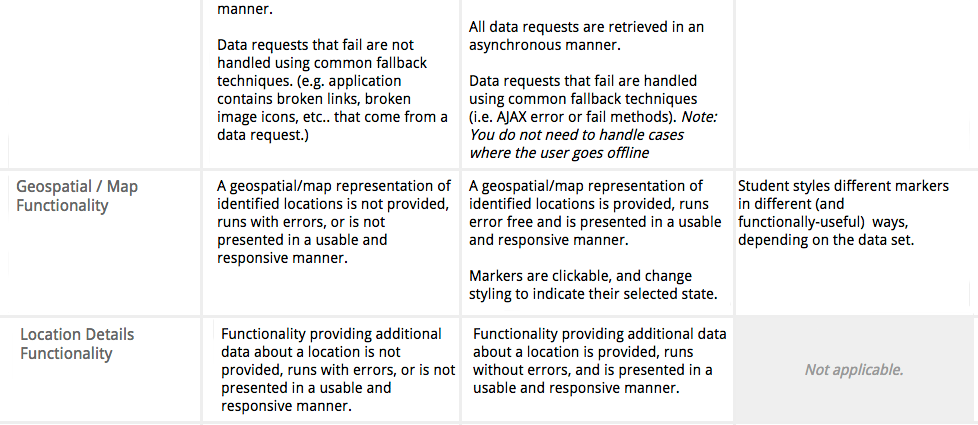 manner.
Data requests that fail are not
handled using common fallback
techniques. (e.g. application
contains broken links, broken
image icons, etc.. that come from a
data request.)
All data requests are retrieved in an
asynchronous manner.
Data requests that fail are handled
using common fallback techniques
(i.e. AJAX error or fail methods). Note:
You do not need to handle cases
where the user goes offline
Geospatial / Map
Functionality
A geospatial/map representation of
identified locations is not provided,
runs with errors, or is not
presented in a usable and
responsive manner.
A geospatial/map representation of
identified locations is provided, runs
error free and is presented in a usable
and responsive manner.
Markers are clickable, and change
styling to indicate their selected state.
Student styles different markers
in different (and
functionally-useful) ways,
depending on the data set.
Location Details
Functionality
Functionality providing additional
data about a location is not
provided, runs with errors, or is not
presented in a usable and
responsive manner.
Functionality providing additional data
about a location is provided, runs
without errors, and is presented in a
usable and responsive manner.
Not applicable.